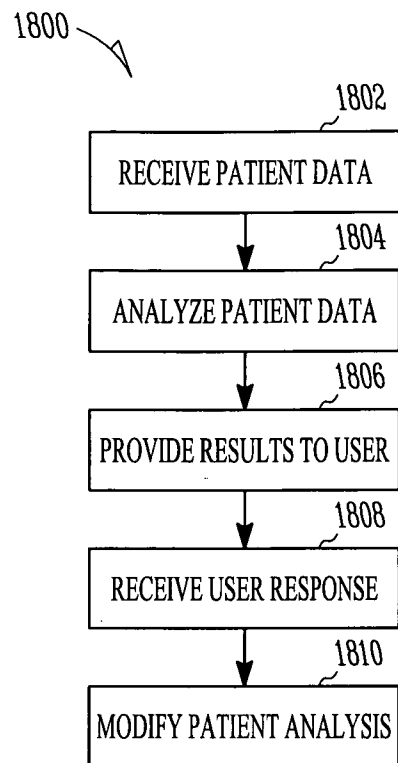 1800
1802
RECEIVE PATIENT DATA
1804
ANALYZE PATIENT DATA
1806
PROVIDE RESULTS TO USER
1808
RECEIVE USER RESPONSE
1810
MODIFY PATIENT ANALYSIS